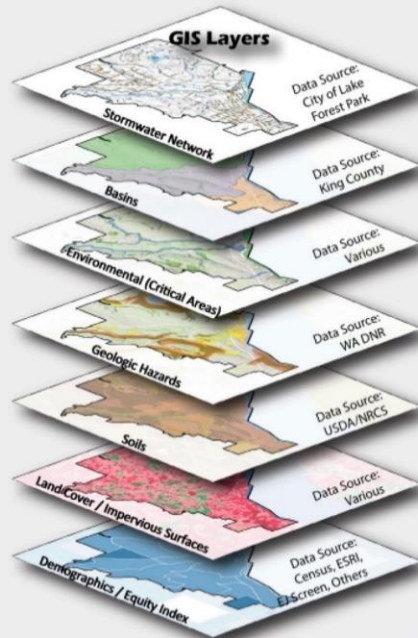 GIS Layers
Data Source:
City of Lake
Forest Park
Stormwater Network
Data Source:
King County
Basins
Data Source:
Various
Environmental (Critical Areas)
Data Source:
WA DNR
Geologic Hazards
Data Source:
USDA/NRCS
Soils
Data Source:
Various
Land Cover / Impervious Surfaces
Data Source:
Census, ESRI,
EJ Screen, Others
Demographics / Equity Index